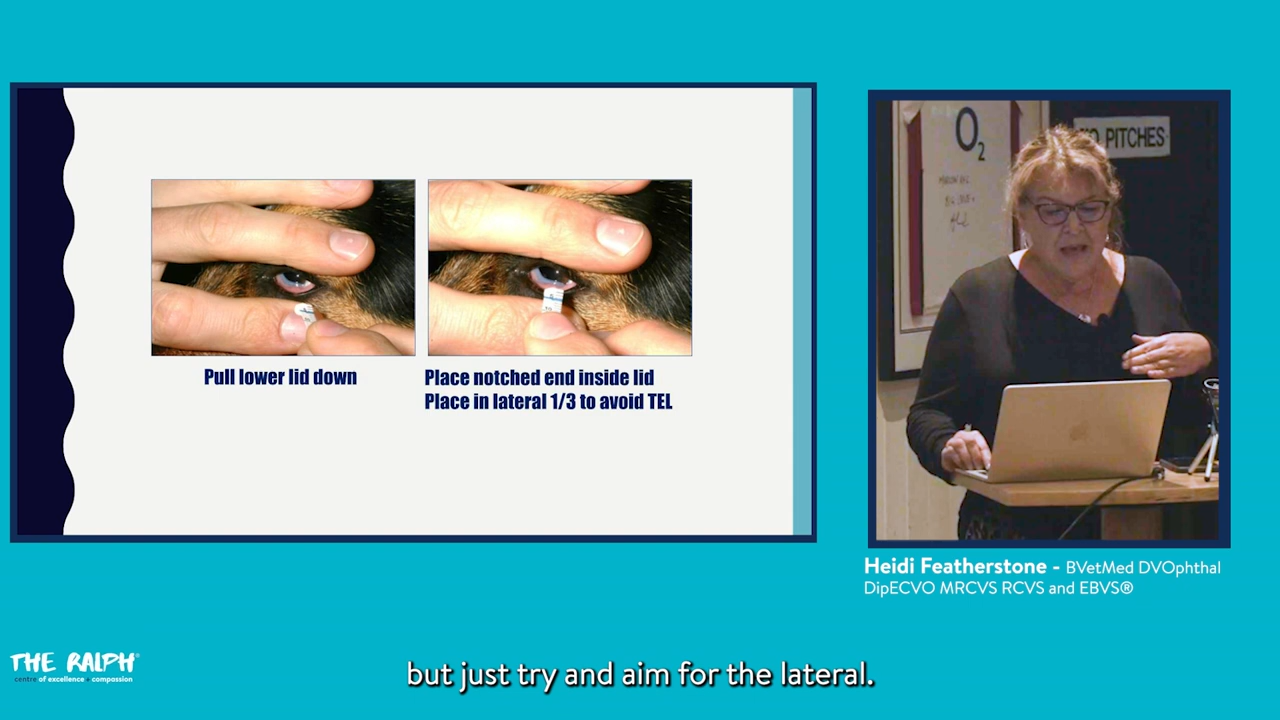 Pull lower lid down
Place notched end inside lid
Place in lateral 1/3 to avoid TEL
O2
O PITCHES
Heidi Featherstone - BVetMed DVOphthal
DipECVO MRCVS RCVS and EBVS®
THE RALPH®
centre of excellence + compassion
but just try and aim for the lateral.